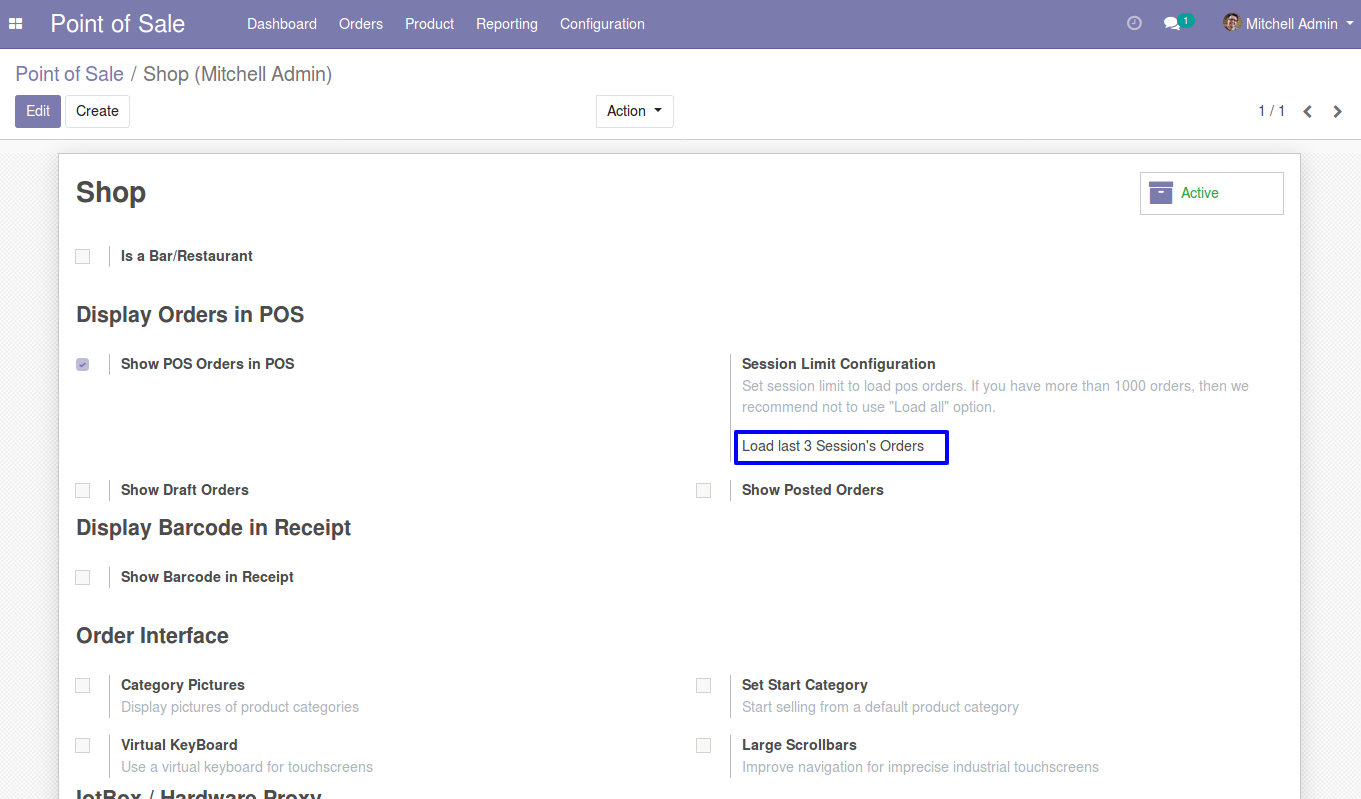 Point of Sale Dashboard Orders Product Reporting Configuration 1 Mitchell Admin
Point of Sale / Shop (Mitchell Admin)
Edit Create Action 1 / 1
Shop
Active
Is a Bar/Restaurant
Display Orders in POS
Show POS Orders in POS
Session Limit Configuration
Set session limit to load pos orders. If you have more than 1000 orders, then we
recommend not to use "Load all" option.
Load last 3 Session's Orders
Show Draft Orders
Show Posted Orders
Display Barcode in Receipt
Show Barcode in Receipt
Order Interface
Category Pictures
Display pictures of product categories
Set Start Category
Start selling from a default product category
Virtual KeyBoard
Use a virtual keyboard for touchscreens
Large Scrollbars
Improve navigation for imprecise industrial touchscreens
IotBox / Hardware Proxy